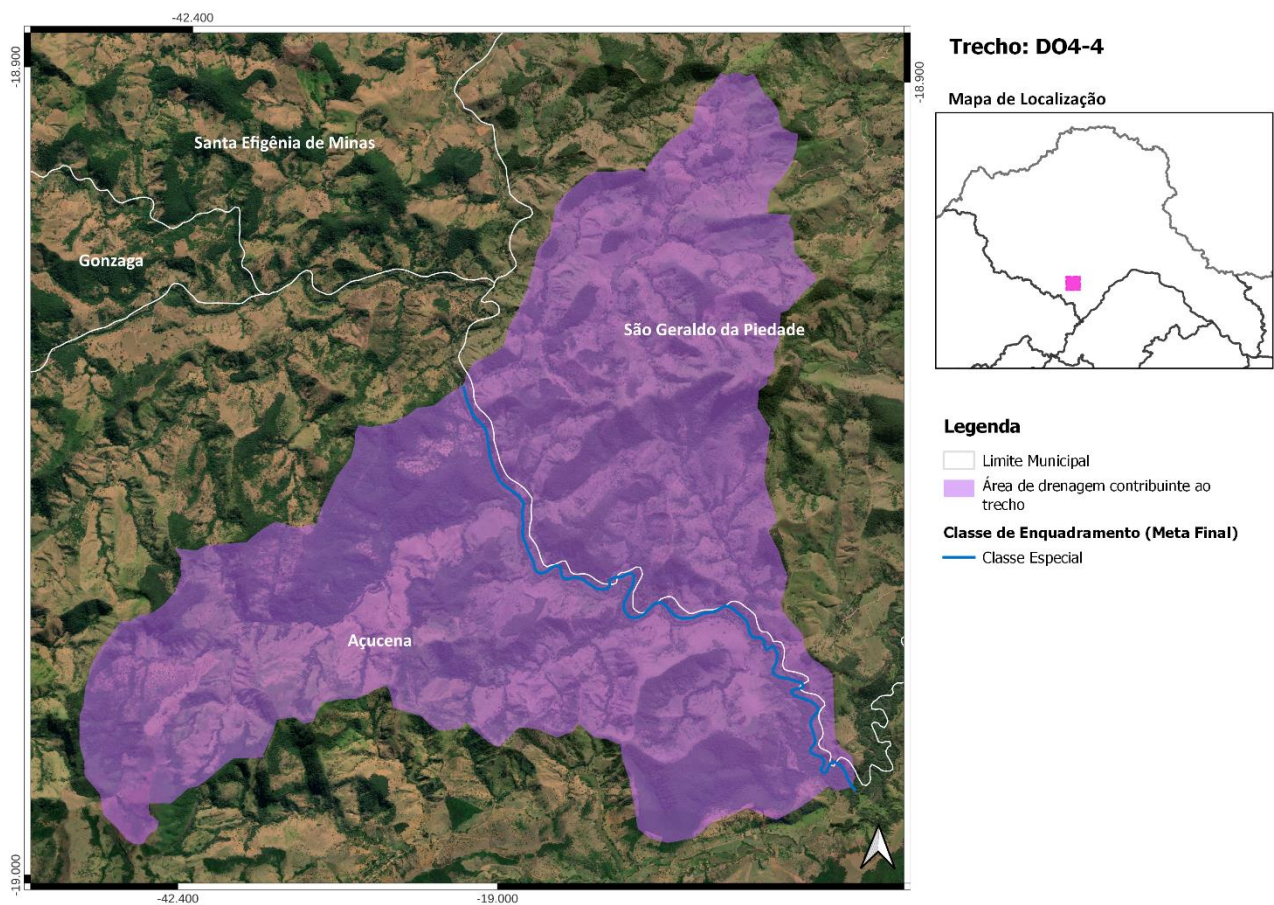 -42.400
-18.900
-18.900
Trecho: DO4-4
Mapa de Localização
Santa Efigênia de Minas
Gonzaga
São Geraldo da Piedade
Açucena
Legenda
Limite Municipal
Área de drenagem contribuinte ao
trecho
Classe de Enquadramento (Meta Final)
Classe Especial
-19.000
-42.400
-19.000